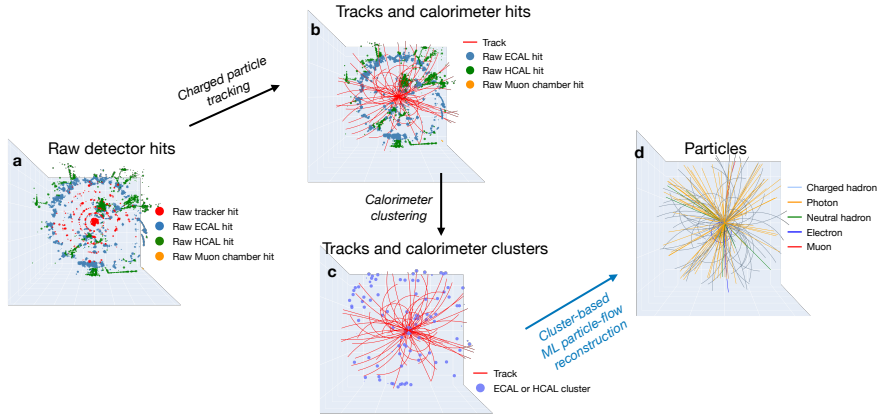 Tracks and calorimeter hits
b
Track
Raw ECAL hit
Raw HCAL hit
Raw Muon chamber hit
Charged particle
tracking
Raw detector hits
a
Raw tracker hit
Raw ECAL hit
Raw HCAL hit
Raw Muon chamber hit
Calorimeter
clustering
Tracks and calorimeter clusters
c
Track
ECAL or HCAL cluster
Cluster-based
ML particle-flow
reconstruction
Particles
d
Charged hadron
Photon
Neutral hadron
Electron
Muon